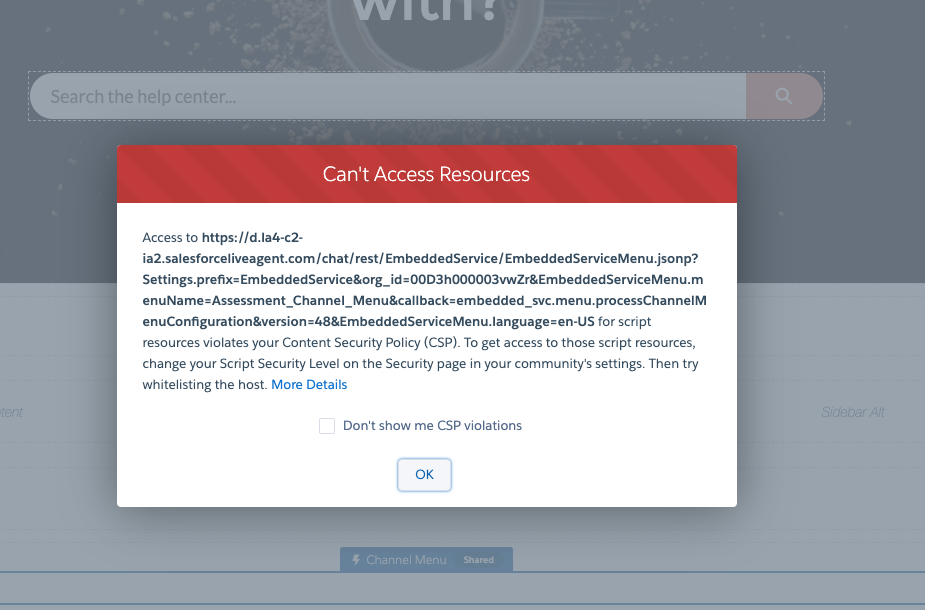 with?
Search the help center...
Can't Access Resources
Access to https://d.la4-c2-
ia2.salesforceliveagent.com/chat/rest/EmbeddedService/EmbeddedServiceMenu.jsonp?
Settings.prefix=EmbeddedService&org_id=00D3h000003vwZr&EmbeddedServiceMenu.m
enuName=Assessment_Channel_Menu&callback=embedded_svc.menu.processChannelM
enuConfiguration&version=48&EmbeddedServiceMenu.language=en-US for script
resources violates your Content Security Policy (CSP). To get access to those script resources,
change your Script Security Level on the Security page in your community's settings. Then try
whitelisting the host. More Details
ntent
Sidebar Alt
Don't show me CSP violations
OK
Channel Menu Shared